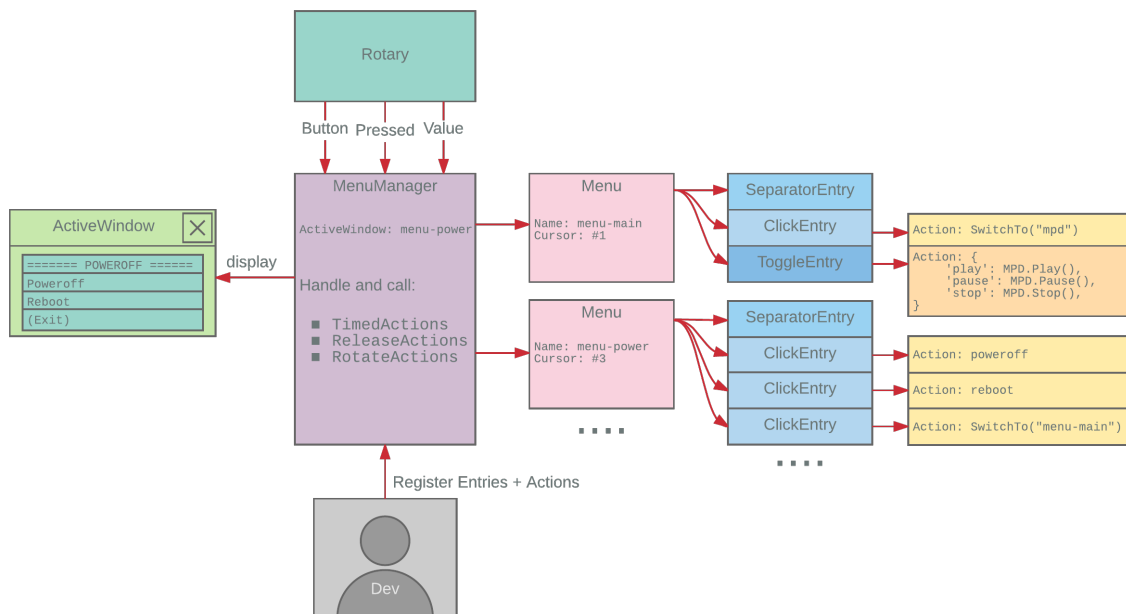 Rotary
Button
Pressed
Value
MenuManager
ActiveWindow: menu-power
Handle and call:
■ TimedActions
■ ReleaseActions
■ RotateActions
ActiveWindow
======= POWEROFF ======
Poweroff
Reboot
(Exit)
display
Menu
Name: menu-main
Cursor: #1
SeparatorEntry
ClickEntry
ToggleEntry
Action: SwitchTo("mpd")
Action: {
'play': MPD.Play(),
'pause': MPD.Pause(),
'stop': MPD.Stop(),
}
Menu
Name: menu-power
Cursor: #3
....
SeparatorEntry
ClickEntry
ClickEntry
ClickEntry
....
Action: poweroff
Action: reboot
Action: SwitchTo("menu-main")
Register Entries + Actions
Dev